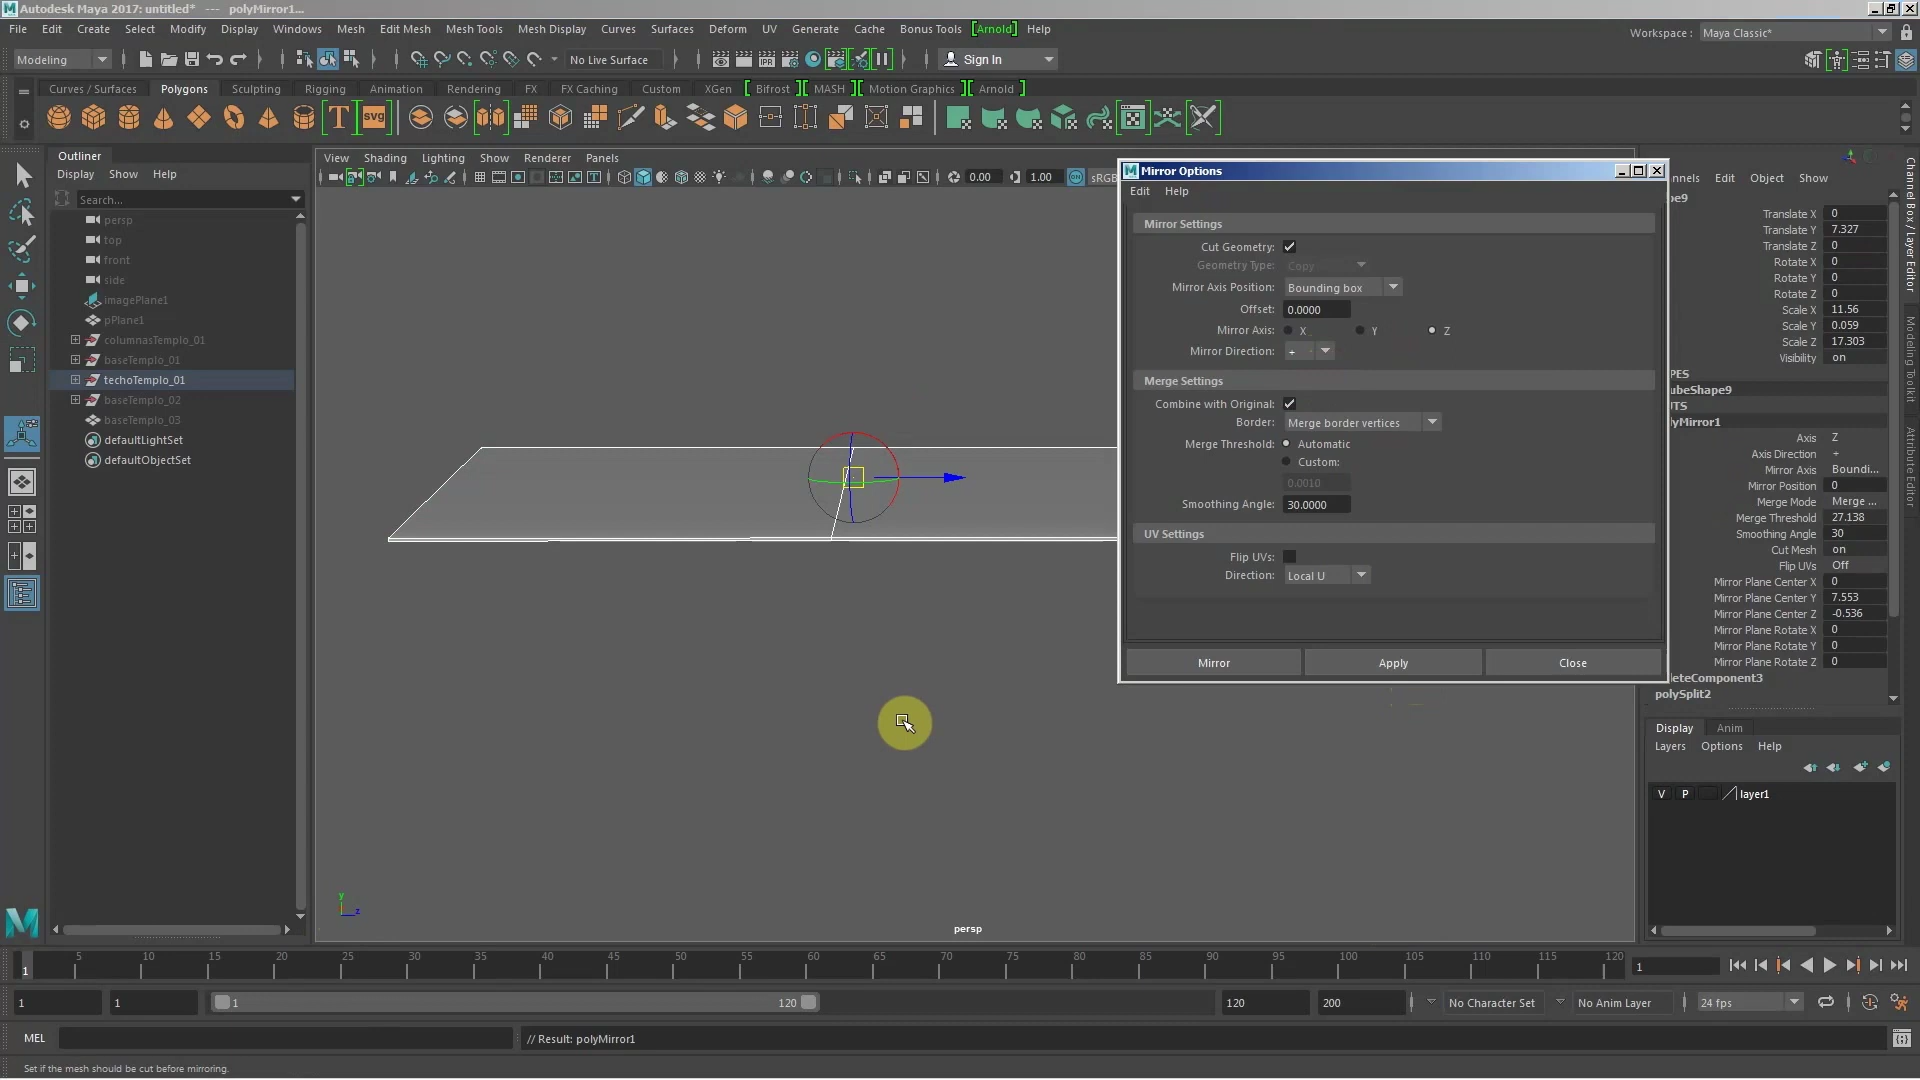 Autodesk Maya 2017: untitled*   ---   polyMirror1...
File Edit Create Select Modify Display Windows Mesh Edit Mesh Mesh Tools Mesh Display Curves Surfaces Deform UV Generate Cache Bonus Tools [Arnold] Help
Workspace : Maya Classic*
Modeling
No Live Surface
Sign In
Curves / Surfaces Polygons Sculpting Rigging Animation Rendering FX FX Caching Custom XGen [ Bifrost ] [ MASH ] [ Motion Graphics ] [ Arnold ]
T svg
IPR
Outliner
Display Show Help
Search...
persp
top
front
side
imagePlane1
pPlane1
columnasTemplo_01
baseTemplo_01
techoTemplo_01
baseTemplo_02
baseTemplo_03
defaultLightSet
defaultObjectSet
View Shading Lighting Show Renderer Panels
0.00 1.00 sRGB
y
z
persp
Mirror Options
Edit Help
Mirror Settings
Cut Geometry:
Geometry Type: Copy
Mirror Axis Position: Bounding box
Offset: 0.0000
Mirror Axis: X Y Z
Mirror Direction: +
Merge Settings
Combine with Original:
Border: Merge border vertices
Merge Threshold: Automatic
Custom:
0.0010
Smoothing Angle: 30.0000
UV Settings
Flip UVs:
Direction: Local U
Mirror Apply Close
nnels Edit Object Show
pe9
Translate X 0
Translate Y 7.327
Translate Z 0
Rotate X 0
Rotate Y 0
Rotate Z 0
Scale X 11.56
Scale Y 0.059
Scale Z 17.303
Visibility on
PES
ubeShape9
UTS
lyMirror1
Axis Z
Axis Direction +
Mirror Axis Boundi...
Mirror Position 0
Merge Mode Merge ...
Merge Threshold 27.138
Smoothing Angle 30
Cut Mesh on
Flip UVs Off
Mirror Plane Center X 0
Mirror Plane Center Y 7.553
Mirror Plane Center Z -0.536
Mirror Plane Rotate X 0
Mirror Plane Rotate Y 0
Mirror Plane Rotate Z 0
leteComponent3
polySplit2
Channel Box / Layer Editor
Modeling Toolkit
Attribute Editor
Display Anim
Layers Options Help
V P layer1
1 5 10 15 20 25 30 35 40 45 50 55 60 65 70 75 80 85 90 95 100 105 110 115 120
1
1 1 1 120 120 200
No Character Set No Anim Layer 24 fps
MEL
// Result: polyMirror1
Set if the mesh should be cut before mirroring.